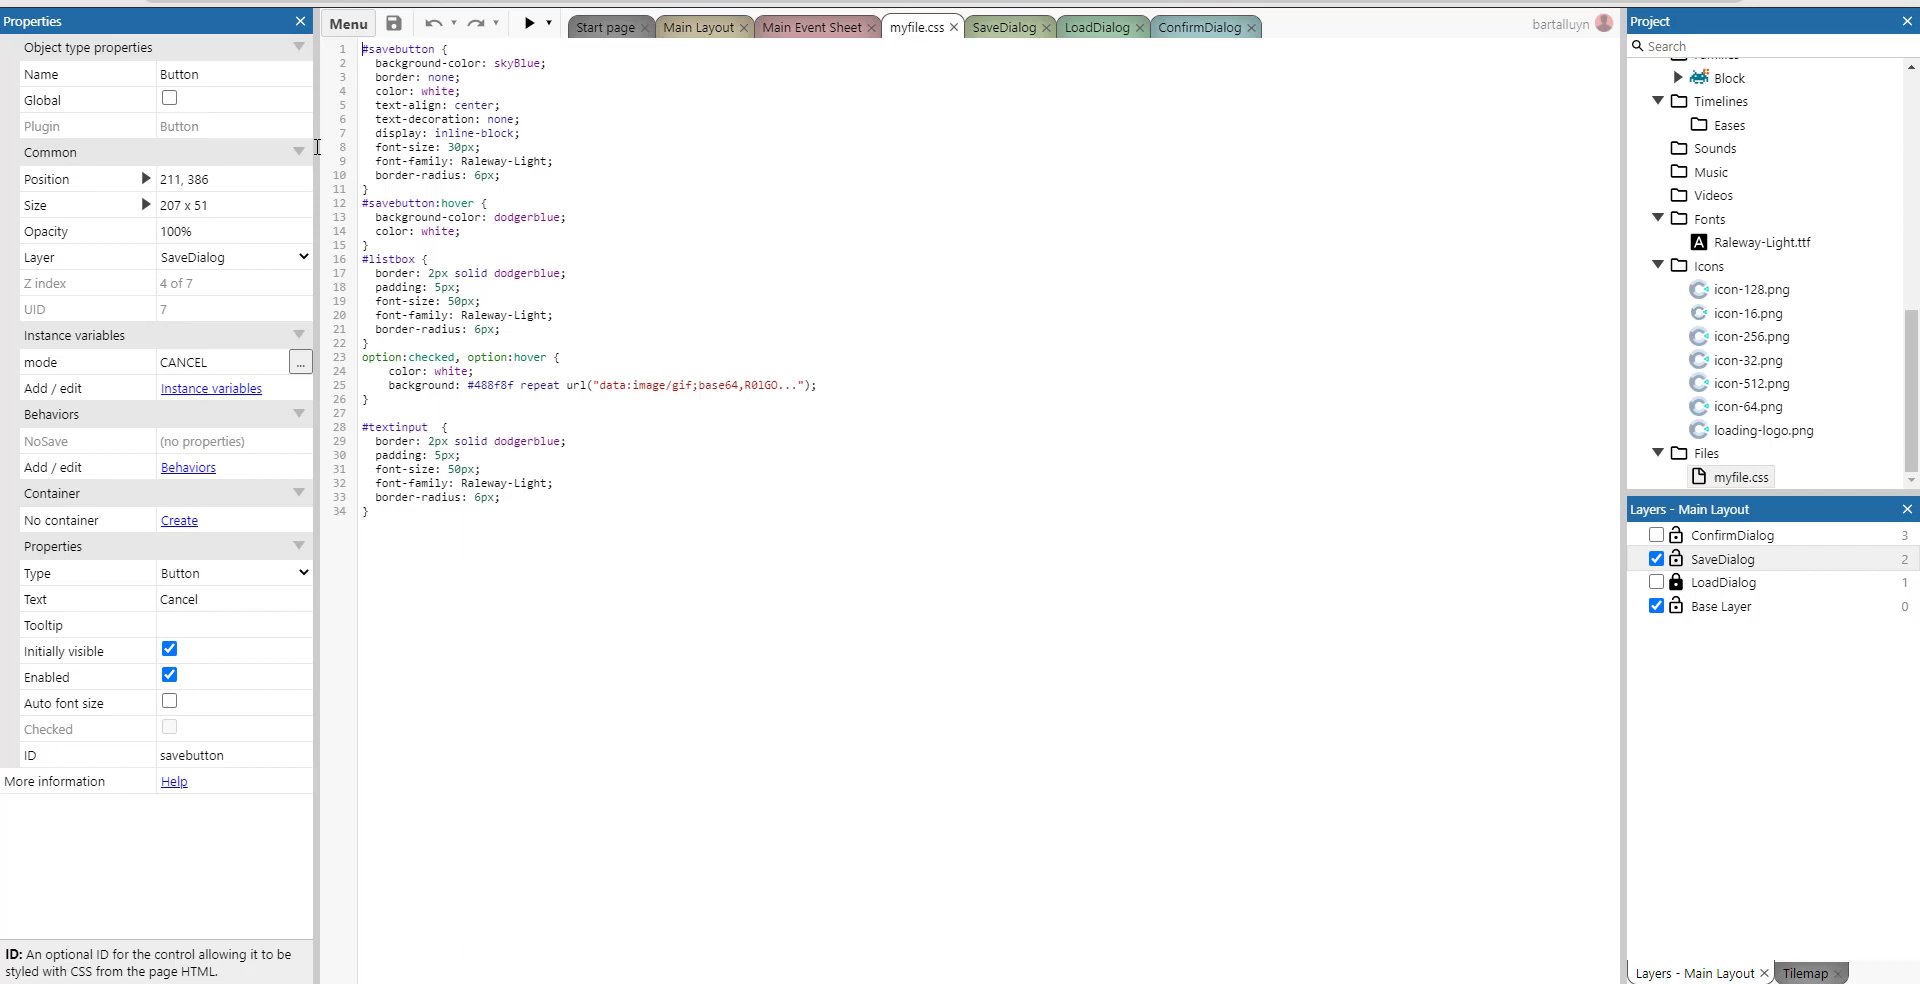 Properties
Object type properties
Name Button
Global
Plugin Button
Common
Position 211, 386
Size 207 x 51
Opacity 100%
Layer SaveDialog
Z index 4 of 7
UID 7
Instance variables
mode CANCEL ...
Add / edit Instance variables
Behaviors
NoSave (no properties)
Add / edit Behaviors
Container
No container Create
Properties
Type Button
Text Cancel
Tooltip
Initially visible
Enabled
Auto font size
Checked
ID savebutton
More information Help
ID: An optional ID for the control allowing it to be
styled with CSS from the page HTML.
Menu
Start page Main Layout Main Event Sheet myfile.css SaveDialog LoadDialog ConfirmDialog
bartalluyn
1 #savebutton {
2 background-color: skyBlue;
3 border: none;
4 color: white;
5 text-align: center;
6 text-decoration: none;
7 display: inline-block;
8 font-size: 30px;
9 font-family: Raleway-Light;
10 border-radius: 6px;
11 }
12 #savebutton:hover {
13 background-color: dodgerblue;
14 color: white;
15 }
16 #listbox {
17 border: 2px solid dodgerblue;
18 padding: 5px;
19 font-size: 50px;
20 font-family: Raleway-Light;
21 border-radius: 6px;
22 }
23 option:checked, option:hover {
24 color: white;
25 background: #488f8f repeat url("data:image/gif;base64,R0lGO...");
26 }
27
28 #textinput {
29 border: 2px solid dodgerblue;
30 padding: 5px;
31 font-size: 50px;
32 font-family: Raleway-Light;
33 border-radius: 6px;
34 }
Project
Search
Families
Block
Timelines
Eases
Sounds
Music
Videos
Fonts
Raleway-Light.ttf
Icons
icon-128.png
icon-16.png
icon-256.png
icon-32.png
icon-512.png
icon-64.png
loading-logo.png
Files
myfile.css
Layers - Main Layout
ConfirmDialog 3
SaveDialog 2
LoadDialog 1
Base Layer 0
Layers - Main Layout Tilemap